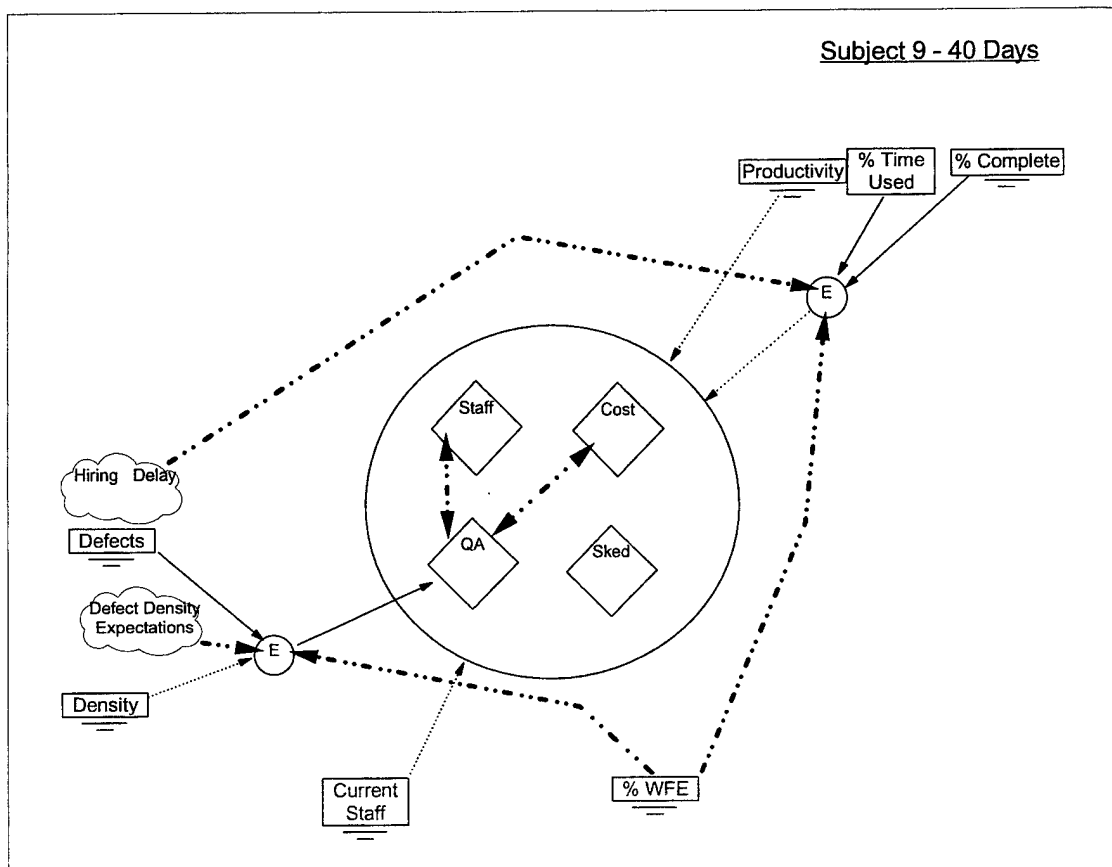 Subject 9 - 40 Days
Productivity
% Time
Used
% Complete
E
Staff
Cost
Hiring Delay
Defects
QA
Sked
Defect Density
Expectations
E
Density
Current
Staff
% WFE